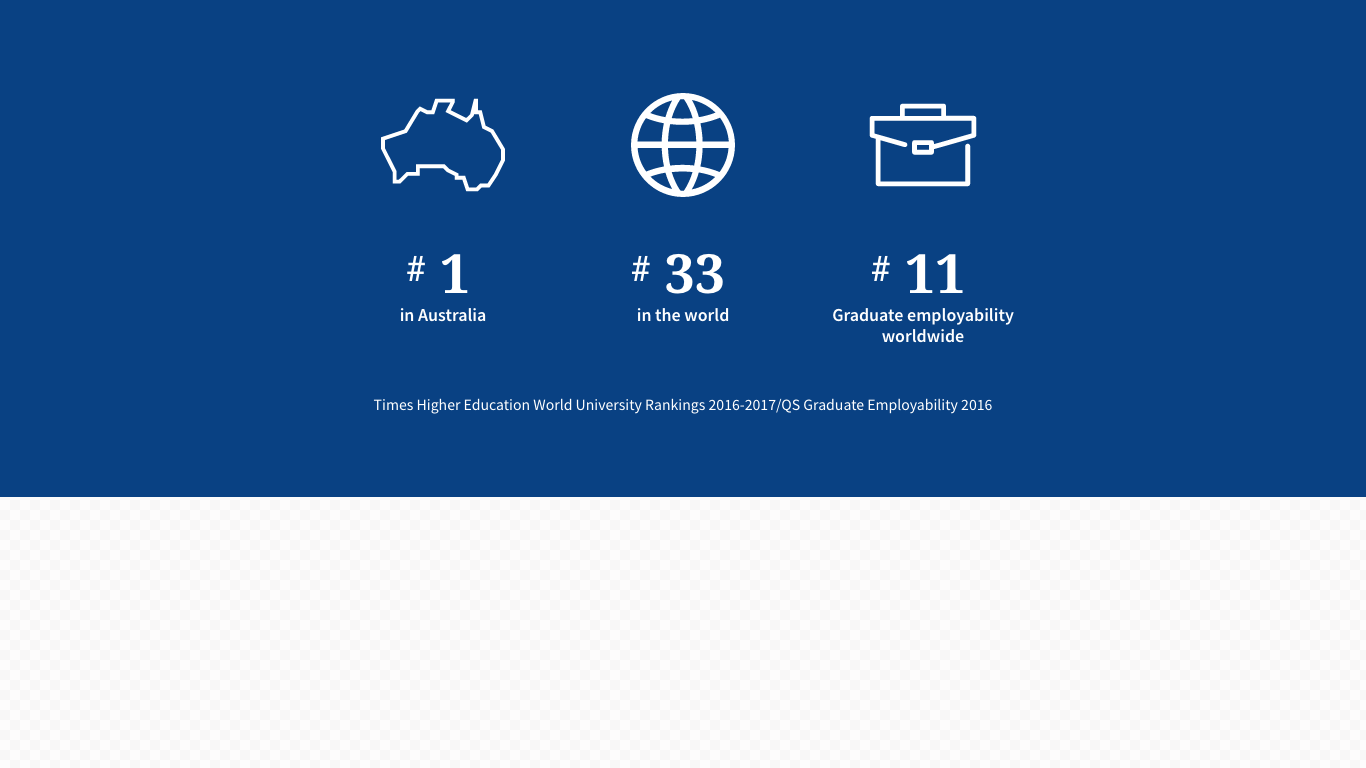 # 1
in Australia
# 33
in the world
# 11
Graduate employability
worldwide
Times Higher Education World University Rankings 2016-2017/QS Graduate Employability 2016